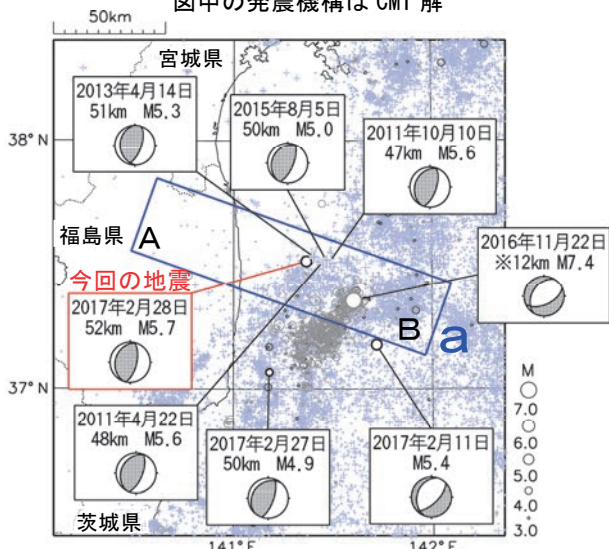 図中の発震機構は CMT 解
50km
宮城県
2013年4月14日
51km M5.3
2015年8月5日
50km M5.0
2011年10月10日
47km M5.6
38°N
福島県
A
2016年11月22日
※12km M7.4
今回の地震
2017年2月28日
52km M5.7
B
a
37°N
M
7.0
6.0
5.0
4.0
3.0
2011年4月22日
48km M5.6
2017年2月27日
50km M4.9
2017年2月11日
M5.4
茨城県
141°E
142°E